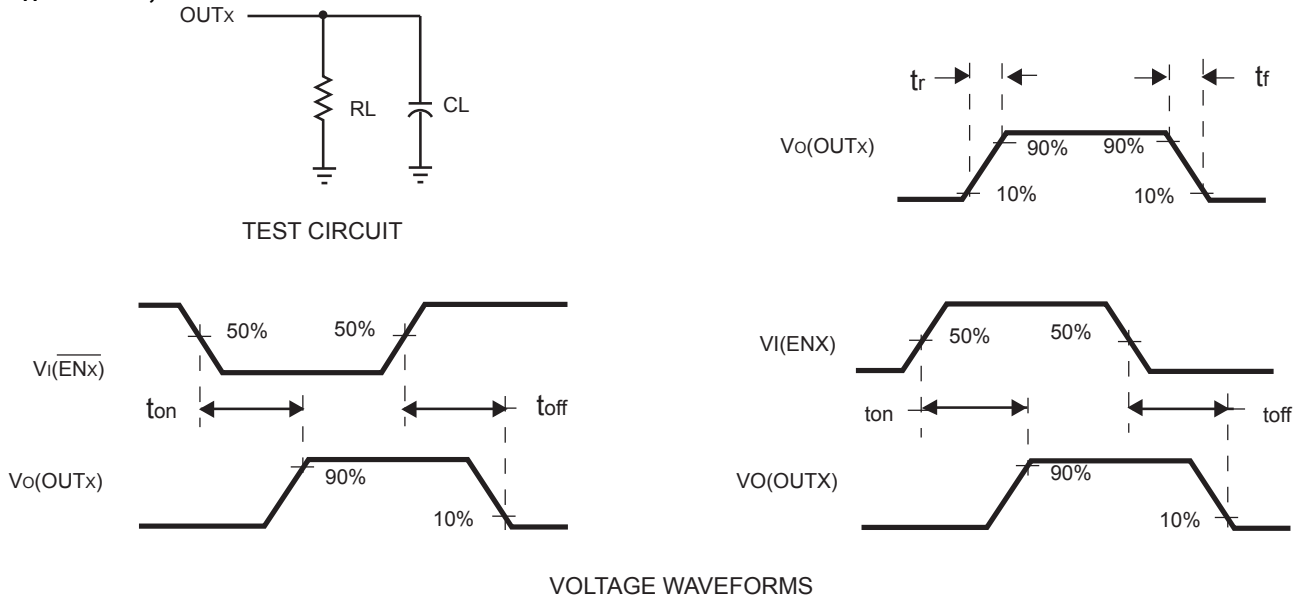 OUTx
RL
CL
TEST CIRCUIT
tr
tf
VO(OUTx)
90%
90%
10%
10%
50%
50%
VI(ENx)
ton
toff
VO(OUTx)
90%
10%
50%
50%
VI(ENX)
ton
toff
VO(OUTX)
90%
10%
VOLTAGE WAVEFORMS